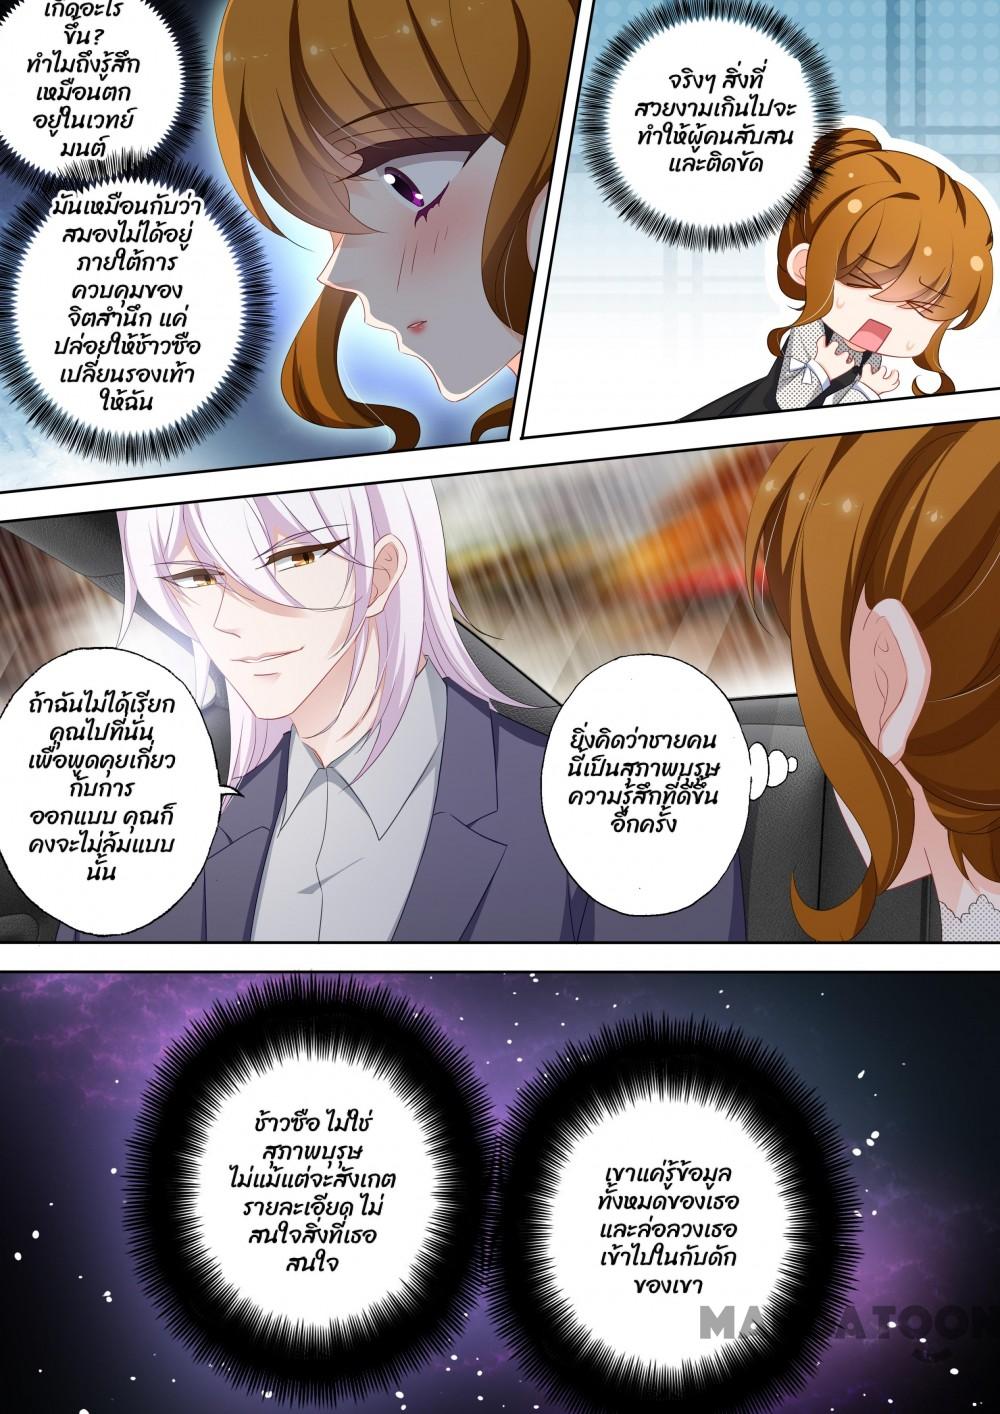 เกิดอะไร
ขึ้น?
ทำไมถึงรู้สึก
เหมือนตก
อยู่ในเวทย์
มนต์
มันเหมือนกับว่า
สมองไม่ได้อยู่
ภายใต้การ
ควบคุมของ
จิตสำนึก แค่
ปล่อยให้ช้าวซือ
เปลี่ยนรองเท้า
ให้ฉัน
จริงๆ สิ่งที่
สวยงามเกินไปจะ
ทำให้ผู้คนสับสน
และติดขัด
ถ้าฉันไม่ได้เรียก
คุณไปที่นั่น
เพื่อพูดคุยเกี่ยว
กับการ
ออกแบบ คุณก็
คงจะไม่ล้มแบบ
นั้น
ยิ่งคิดว่าชายคน
นี้เป็นสุภาพบุรุษ
ความรู้สึกที่ดีขึ้น
อีกครั้ง
ช้าวซือ ไม่ใช่
สุภาพบุรุษ
ไม่แม้แต่จะสังเกต
รายละเอียด ไม่
สนใจสิ่งที่เธอ
สนใจ
เขาแค่รู้ข้อมูล
ทั้งหมดของเธอ
และล่อลวงเธอ
เข้าไปในกับดัก
ของเขา